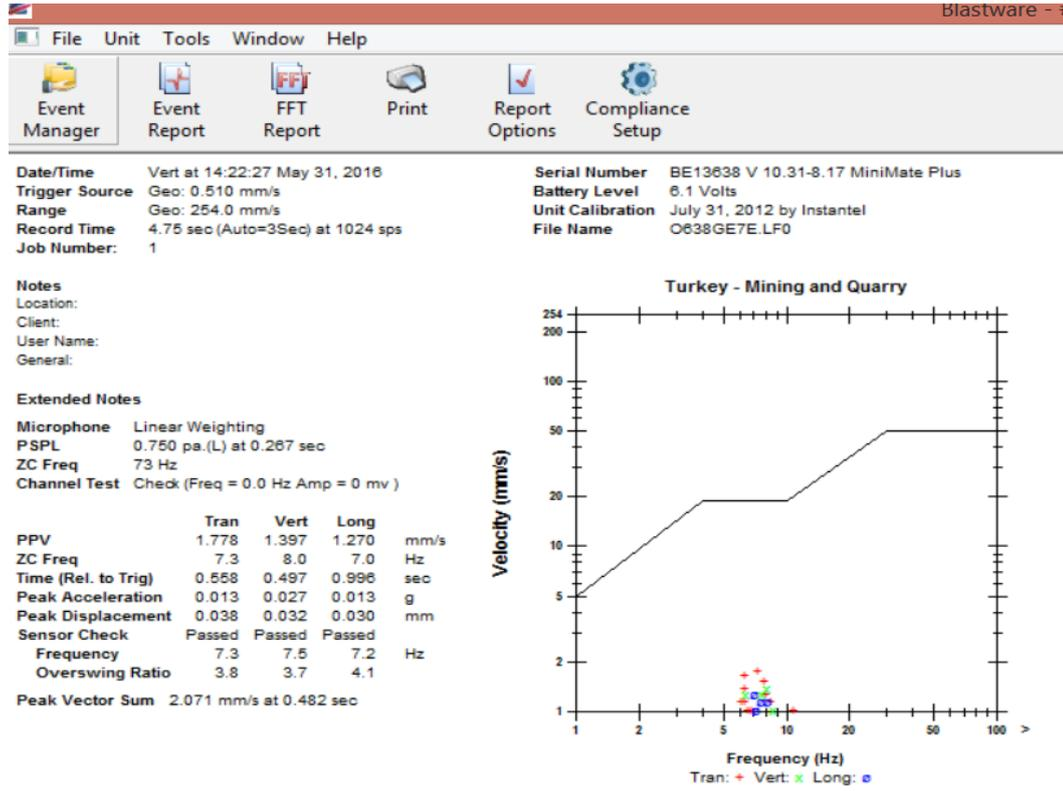 Blastware -
File Unit Tools Window Help
Event Manager
Event Report
FFT
FFT Report
Print
Report Options
Compliance Setup
Date/Time Vert at 14:22:27 May 31, 2016
Trigger Source Geo: 0.510 mm/s
Range Geo: 254.0 mm/s
Record Time 4.75 sec (Auto=3Sec) at 1024 sps
Job Number: 1
Serial Number BE13638 V 10.31-8.17 MiniMate Plus
Battery Level 6.1 Volts
Unit Calibration July 31, 2012 by Instantel
File Name O638GE7E.LF0
Notes
Location:
Client:
User Name:
General:
Extended Notes
Microphone Linear Weighting
PSPL 0.750 pa.(L) at 0.267 sec
ZC Freq 73 Hz
Channel Test Check (Freq = 0.0 Hz Amp = 0 mv )
Tran Vert Long
PPV 1.778 1.397 1.270 mm/s
ZC Freq 7.3 8.0 7.0 Hz
Time (Rel. to Trig) 0.558 0.497 0.996 sec
Peak Acceleration 0.013 0.027 0.013 g
Peak Displacement 0.038 0.032 0.030 mm
Sensor Check Passed Passed Passed
Frequency 7.3 7.5 7.2 Hz
Overswing Ratio 3.8 3.7 4.1
Peak Vector Sum 2.071 mm/s at 0.482 sec
Turkey - Mining and Quarry
Velocity (mm/s)
254
200
100
50
20
10
5
2
1
1 2 5 10 20 50 100 >
Frequency (Hz)
Tran: + Vert: x Long: ø